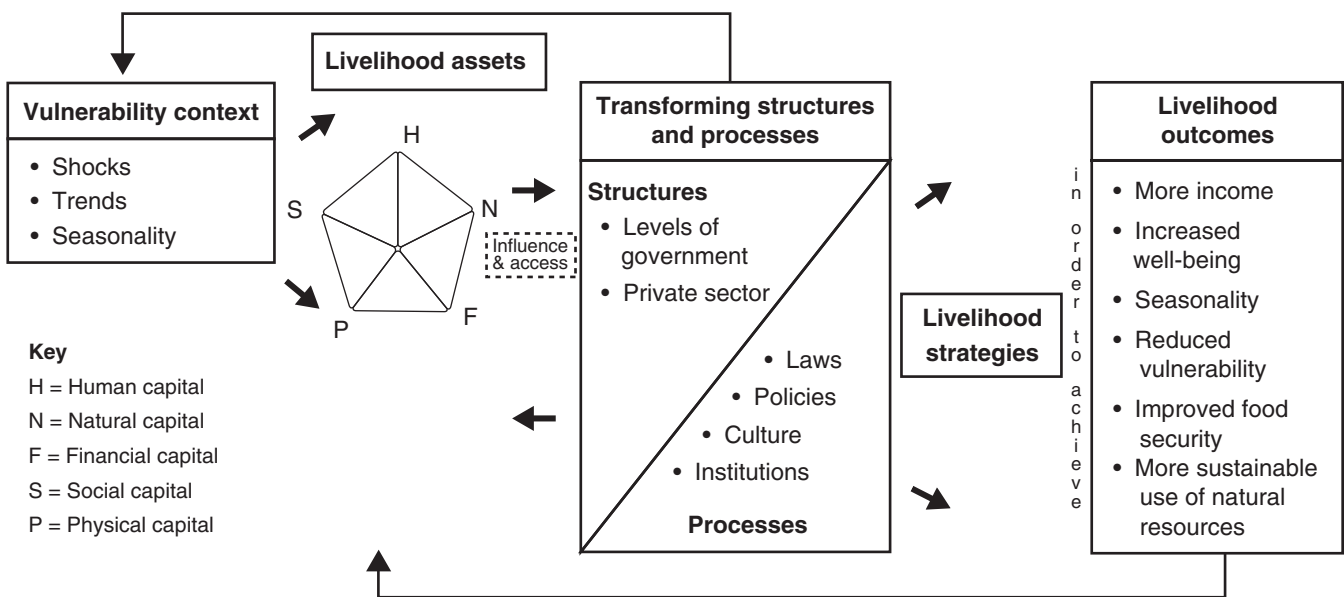 Livelihood assets
Vulnerability context
• Shocks
• Trends
• Seasonality
H
S
N
P
F
Influence
& access
Key
H = Human capital
N = Natural capital
F = Financial capital
S = Social capital
P = Physical capital
Transforming structures
and processes
Structures
• Levels of
government
• Private sector
• Laws
• Policies
• Culture
• Institutions
Processes
Livelihood
strategies
in order to achieve
Livelihood
outcomes
• More income
• Increased
well-being
• Seasonality
• Reduced
vulnerability
• Improved food
security
• More sustainable
use of natural
resources